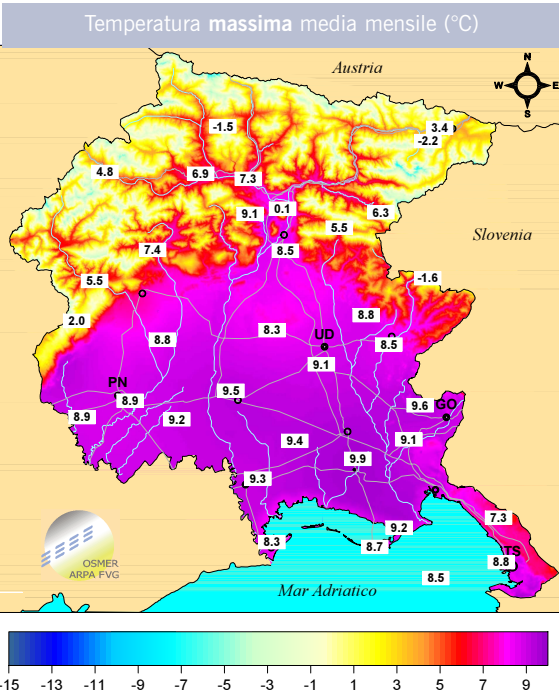 Temperatura massima media mensile (°C)
Austria
N
W E
S
-1.5
3.4
-2.2
4.8
6.9
7.3
9.1
0.1
6.3
5.5
Slovenia
7.4
8.5
5.5
-1.6
2.0
8.8
8.3
8.8
UD
8.5
9.1
PN
8.9
9.5
9.6
GO
8.9
9.2
9.4
9.1
9.9
9.3
7.3
9.2
8.3
8.7
TS
8.8
OSMER
ARPA FVG
8.5
Mar Adriatico
-15 -13 -11 -9 -7 -5 -3 -1 1 3 5 7 9